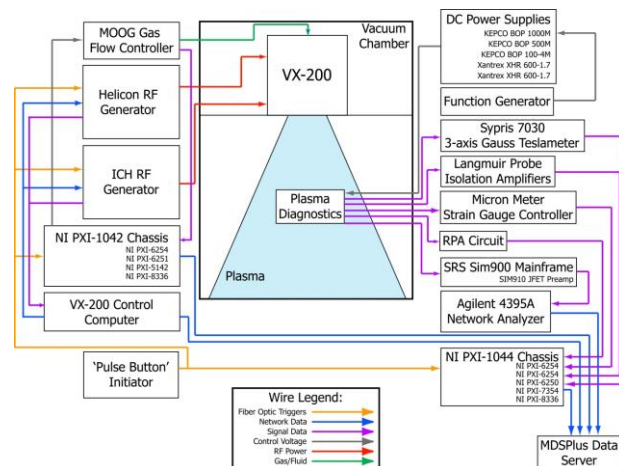 MOOG Gas
Flow Controller
Helicon RF
Generator
ICH RF
Generator
NI PXI-1042 Chassis
NI PXI-6254
NI PXI-6251
NI PXI-5142
NI PXI-8336
VX-200 Control
Computer
'Pulse Button'
Initiator
Vacuum
Chamber
VX-200
Plasma
Diagnostics
Plasma
Wire Legend:
Fiber Optic Triggers
Network Data
Signal Data
Control Voltage
RF Power
Gas/Fluid
DC Power Supplies
KEPCO BOP 1000M
KEPCO BOP 500M
KEPCO BOP 100-4M
Xantrex XHR 600-1.7
Xantrex XHR 600-1.7
Function Generator
Sypris 7030
3-axis Gauss Teslameter
Langmuir Probe
Isolation Amplifiers
Micron Meter
Strain Gauge Controller
RPA Circuit
SRS Sim900 Mainframe
SIM910 JFET Preamp
Agilent 4395A
Network Analyzer
NI PXI-1044 Chassis
NI PXI-6254
NI PXI-6254
NI PXI-6250
NI PXI-7354
NI PXI-8336
MDSPlus Data
Server